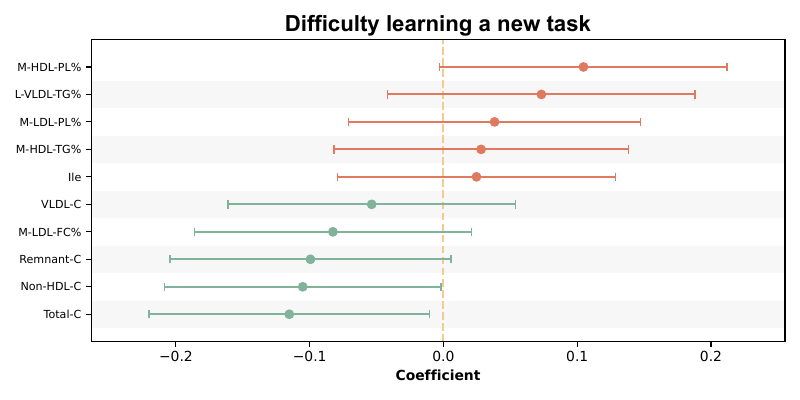 Difficulty learning a new task
M-HDL-PL%
L-VLDL-TG%
M-LDL-PL%
M-HDL-TG%
Ile
VLDL-C
M-LDL-FC%
Remnant-C
Non-HDL-C
Total-C
−0.2 −0.1 0.0 0.1 0.2
Coefficient